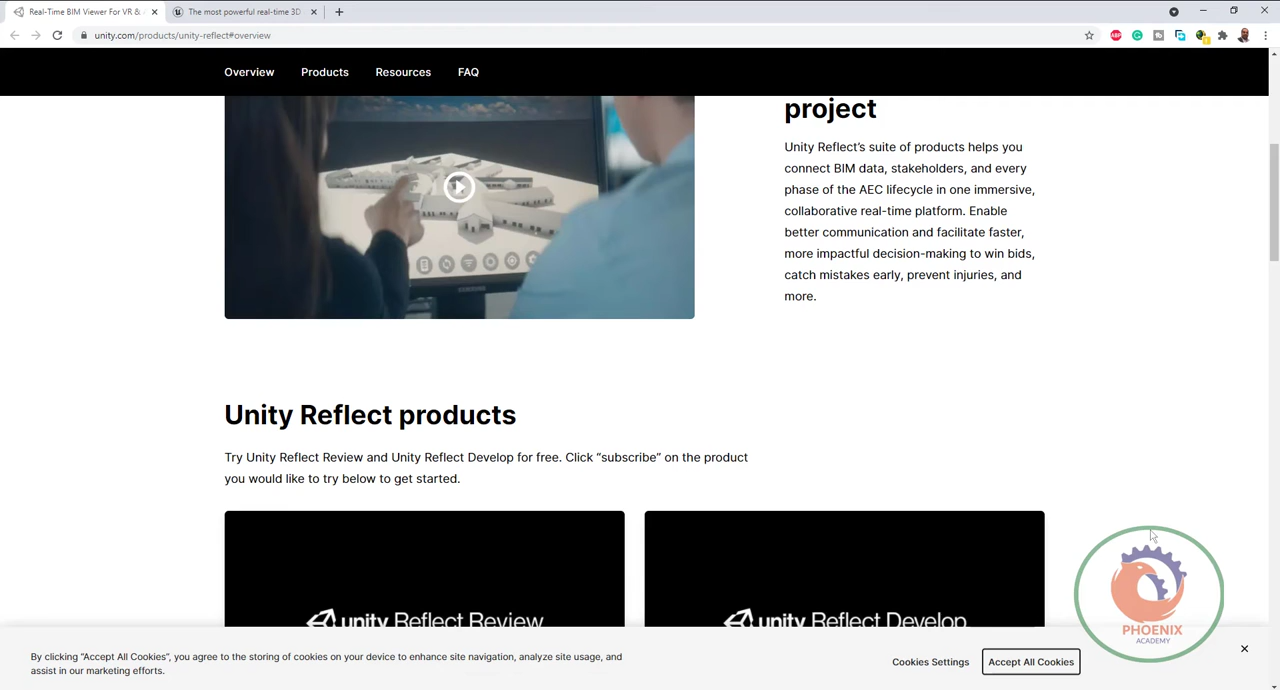 Real-Time BIM Viewer For VR &
The most powerful real-time 3D
unity.com/products/unity-reflect#overview
ABP
Overview Products Resources FAQ
project
Unity Reflect’s suite of products helps you
connect BIM data, stakeholders, and every
phase of the AEC lifecycle in one immersive,
collaborative real-time platform. Enable
better communication and facilitate faster,
more impactful decision-making to win bids,
catch mistakes early, prevent injuries, and
more.
SAMSUNG
Unity Reflect products
Try Unity Reflect Review and Unity Reflect Develop for free. Click “subscribe” on the product
you would like to try below to get started.
unity Reflect Review
unity Reflect Develop
PHOENIX
ACADEMY
By clicking “Accept All Cookies”, you agree to the storing of cookies on your device to enhance site navigation, analyze site usage, and
assist in our marketing efforts.
Cookies Settings
Accept All Cookies